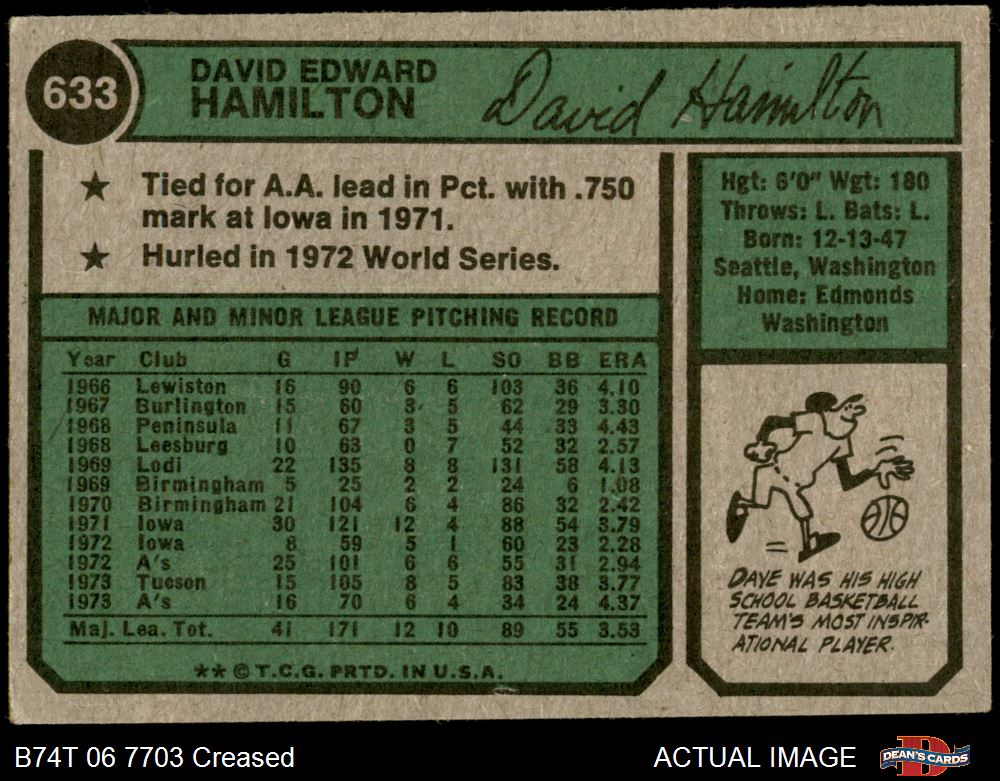 633
DAVID EDWARD
HAMILTON
David Hamilton
★ Tied for A.A. lead in Pct. with .750
mark at Iowa in 1971.
★ Hurled in 1972 World Series.
Hgt: 6'0" Wgt: 180
Throws: L. Bats: L.
Born: 12-13-47
Seattle, Washington
Home: Edmonds
Washington
MAJOR AND MINOR LEAGUE PITCHING RECORD
Year Club G IP W L SO BB ERA
1966 Lewiston 16 90 6 6 103 36 4.10
1967 Burlington 15 60 3 5 62 29 3.30
1968 Peninsula 11 67 3 5 44 33 4.43
1968 Leesburg 10 63 0 7 52 32 2.57
1969 Lodi 22 135 8 8 131 58 4.13
1969 Birmingham 5 25 2 2 24 6 1.08
1970 Birmingham 21 104 6 4 86 32 2.42
1971 Iowa 30 121 12 4 88 54 3.79
1972 Iowa 8 59 5 1 60 23 2.28
1972 A's 25 101 6 6 55 31 2.94
1973 Tucson 15 105 8 5 83 38 3.77
1973 A's 16 70 6 4 34 24 4.37
Maj. Lea. Tot. 41 171 12 10 89 55 3.53
** © T.C.G. PRTD. IN U.S.A.
DAVE WAS HIS HIGH
SCHOOL BASKETBALL
TEAM'S MOST INSPIR-
ATIONAL PLAYER.
B74T 06 7703 Creased
ACTUAL IMAGE
DEAN'S CARDS